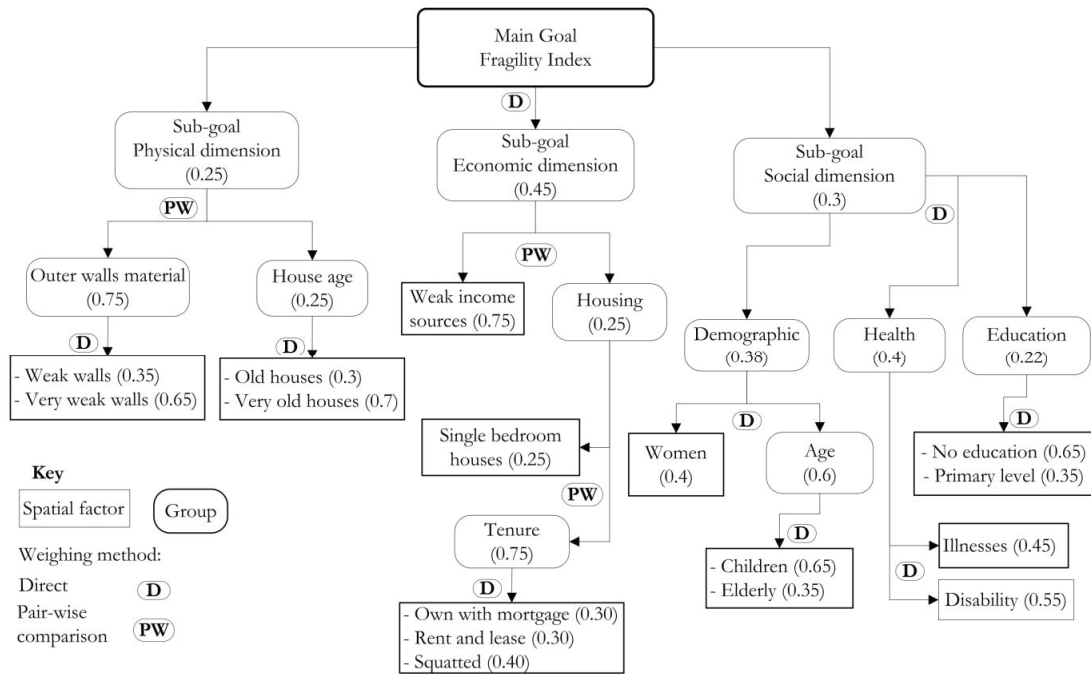 Main Goal
Fragility Index
D
Sub-goal
Physical dimension
(0.25)
Sub-goal
Economic dimension
(0.45)
Sub-goal
Social dimension
(0.3)
PW
PW
D
Outer walls material
(0.75)
House age
(0.25)
Weak income
sources (0.75)
Housing
(0.25)
Demographic
(0.38)
Health
(0.4)
Education
(0.22)
D
D
- Weak walls (0.35)
- Very weak walls (0.65)
- Old houses (0.3)
- Very old houses (0.7)
Single bedroom
houses (0.25)
D
Women
(0.4)
Age
(0.6)
D
- No education (0.65)
- Primary level (0.35)
PW
Tenure
(0.75)
D
- Own with mortgage (0.30)
- Rent and lease (0.30)
- Squatted (0.40)
D
- Children (0.65)
- Elderly (0.35)
D
Illnesses (0.45)
Disability (0.55)
Key
Spatial factor
Group
Weighing method:
Direct
D
Pair-wise
comparison
PW